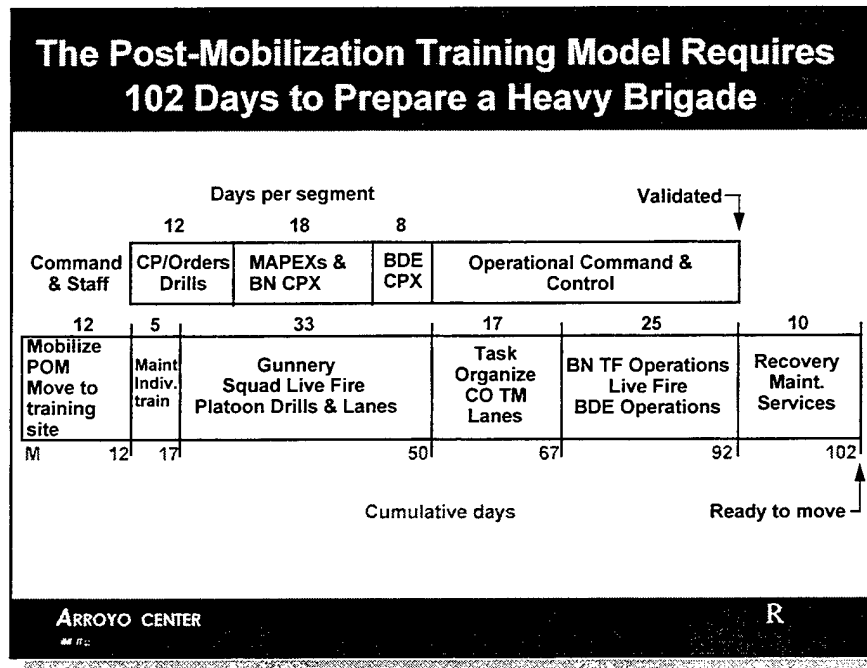 The Post-Mobilization Training Model Requires
102 Days to Prepare a Heavy Brigade
Days per segment
Validated
12
18
8
Command
& Staff
CP/Orders
Drills
MAPEXs &
BN CPX
BDE
CPX
Operational Command &
Control
12
5
33
17
25
10
Mobilize
POM
Move to
training
site
Maint
Indiv.
train
Gunnery
Squad Live Fire
Platoon Drills & Lanes
Task
Organize
CO TM
Lanes
BN TF Operations
Live Fire
BDE Operations
Recovery
Maint.
Services
M
12
17
50
67
92
102
Cumulative days
Ready to move
ARROYO CENTER
R